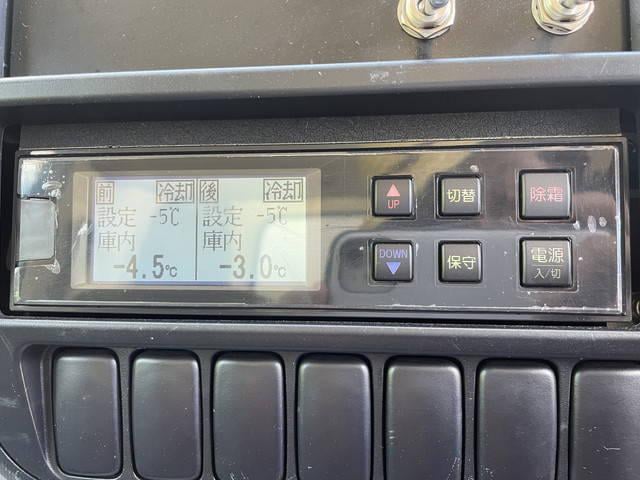 前 冷却 後 冷却
設定 -5℃ 設定 -5℃
庫内 庫内
-4.5℃ -3.0℃
▲ UP
切替
除霜
DOWN ▼
保守
電源
入/切